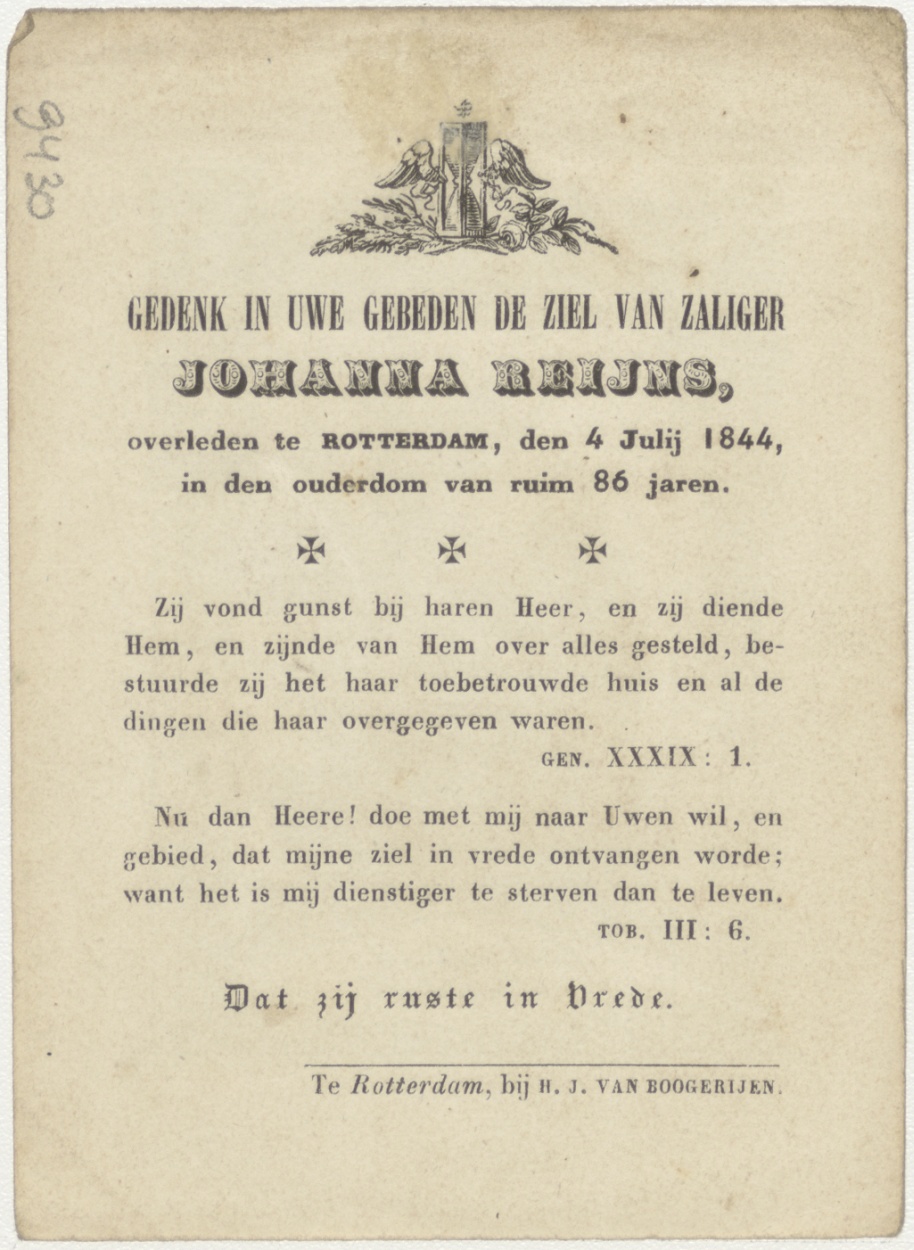 9430
GEDENK IN UWE GEBEDEN DE ZIEL VAN ZALIGER
JOHANNA REIJNS,
overleden te ROTTERDAM, den 4 Julij 1844,
in den ouderdom van ruim 86 jaren.
Zij vond gunst bij haren Heer, en zij diende
Hem, en zijnde van Hem over alles gesteld, be-
stuurde zij het haar toebetrouwde huis en al de
dingen die haar overgegeven waren.
GEN. XXXIX: 1.
Nu dan Heere! doe met mij naar Uwen wil, en
gebied, dat mijne ziel in vrede ontvangen worde;
want het is mij dienstiger te sterven dan te leven.
TOB. III: 6.
Dat zij ruste in Vrede.
Te Rotterdam, bij H. J. VAN BOOGERIJEN.